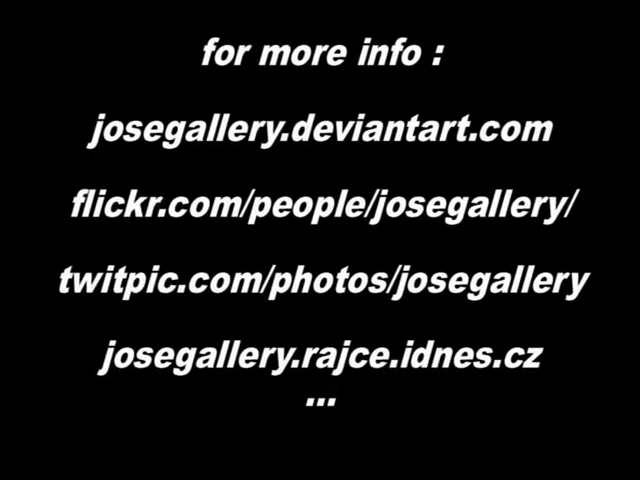 for more info :
josegallery.deviantart.com
flickr.com/people/josegallery/
twitpic.com/photos/josegallery
josegallery.rajce.idnes.cz
...